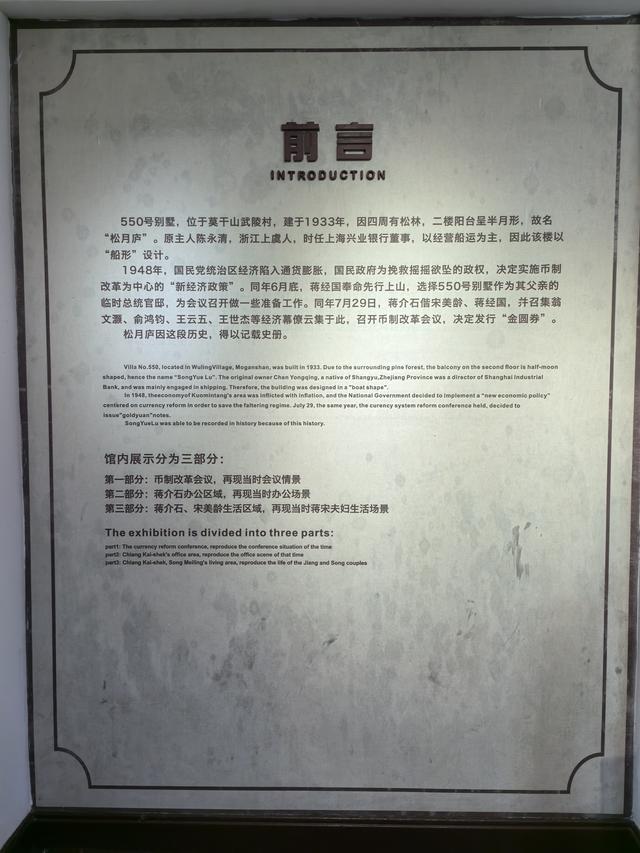 前言
INTRODUCTION
550号别墅，位于莫干山武陵村，建于1933年，因四周有松林，二楼阳台呈半月形，故名
“松月庐”。原主人陈永清，浙江上虞人，时任上海兴业银行董事，以经营船运为主，因此该楼以
“船形”设计。
1948年，国民党统治区经济陷入通货膨胀，国民政府为挽救摇摇欲坠的政权，决定实施币制
改革为中心的“新经济政策”。同年6月底，蒋经国奉命先行上山，选择550号别墅作为其父亲的
临时总统官邸，为会议召开做一些准备工作。同年7月29日，蒋介石偕宋美龄、蒋经国，并召集翁
文灏、俞鸿钧、王云五、王世杰等经济幕僚云集于此，召开币制改革会议，决定发行“金圆券”。
松月庐因这段历史，得以记载史册。
Villa No.550, located in WulingVillage, Moganshan, was built in 1933. Due to the surrounding pine forest, the balcony on the second floor is half-moon
shaped, hence the name "SongYue Lu". The original owner Chan Yongqing, a native of Shangyu,Zhejiang Province was a director of Shanghai Industrial
Bank, and was mainly engaged in shipping. Therefore, the building was designed in a "boat shape".
In 1948, theeconomyof Kuomintang's area was inflicted with inflation, and the National Government decided to implement a "new economic policy"
centered on currency reform in order to save the faltering regime. July 29, the same year, the curency system reform conference held, decided to
issue"goldyuan"notes.
SongYueLu was able to be recorded in history because of this history.
馆内展示分为三部分：
第一部分：币制改革会议，再现当时会议情景
第二部分：蒋介石办公区域，再现当时办公场景
第三部分：蒋介石、宋美龄生活区域，再现当时蒋宋夫妇生活场景
The exhibition is divided into three parts:
part1: The currency reform conference, reproduce the conference situation of the time
part2: Chiang Kai-shek's office area, reproduce the office scene of that time
part3: Chiang Kai-shek, Song Meiling's living area, reproduce the life of the Jiang and Song couples